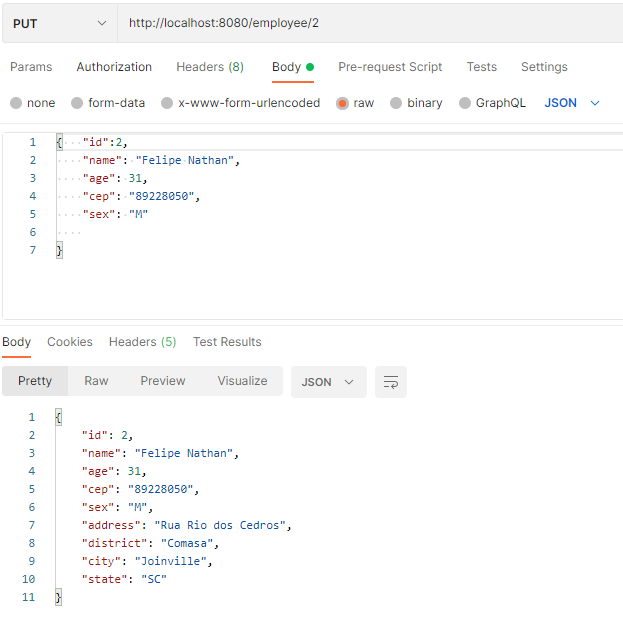 PUT http://localhost:8080/employee/2
Params Authorization Headers (8) Body Pre-request Script Tests Settings
none form-data x-www-form-urlencoded raw binary GraphQL JSON
1 { "id":2,
2 "name": "Felipe Nathan",
3 "age": 31,
4 "cep": "89228050",
5 "sex": "M"
6
7 }
Body Cookies Headers (5) Test Results
Pretty Raw Preview Visualize JSON
1 {
2 "id": 2,
3 "name": "Felipe Nathan",
4 "age": 31,
5 "cep": "89228050",
6 "sex": "M",
7 "address": "Rua Rio dos Cedros",
8 "district": "Comasa",
9 "city": "Joinville",
10 "state": "SC"
11 }